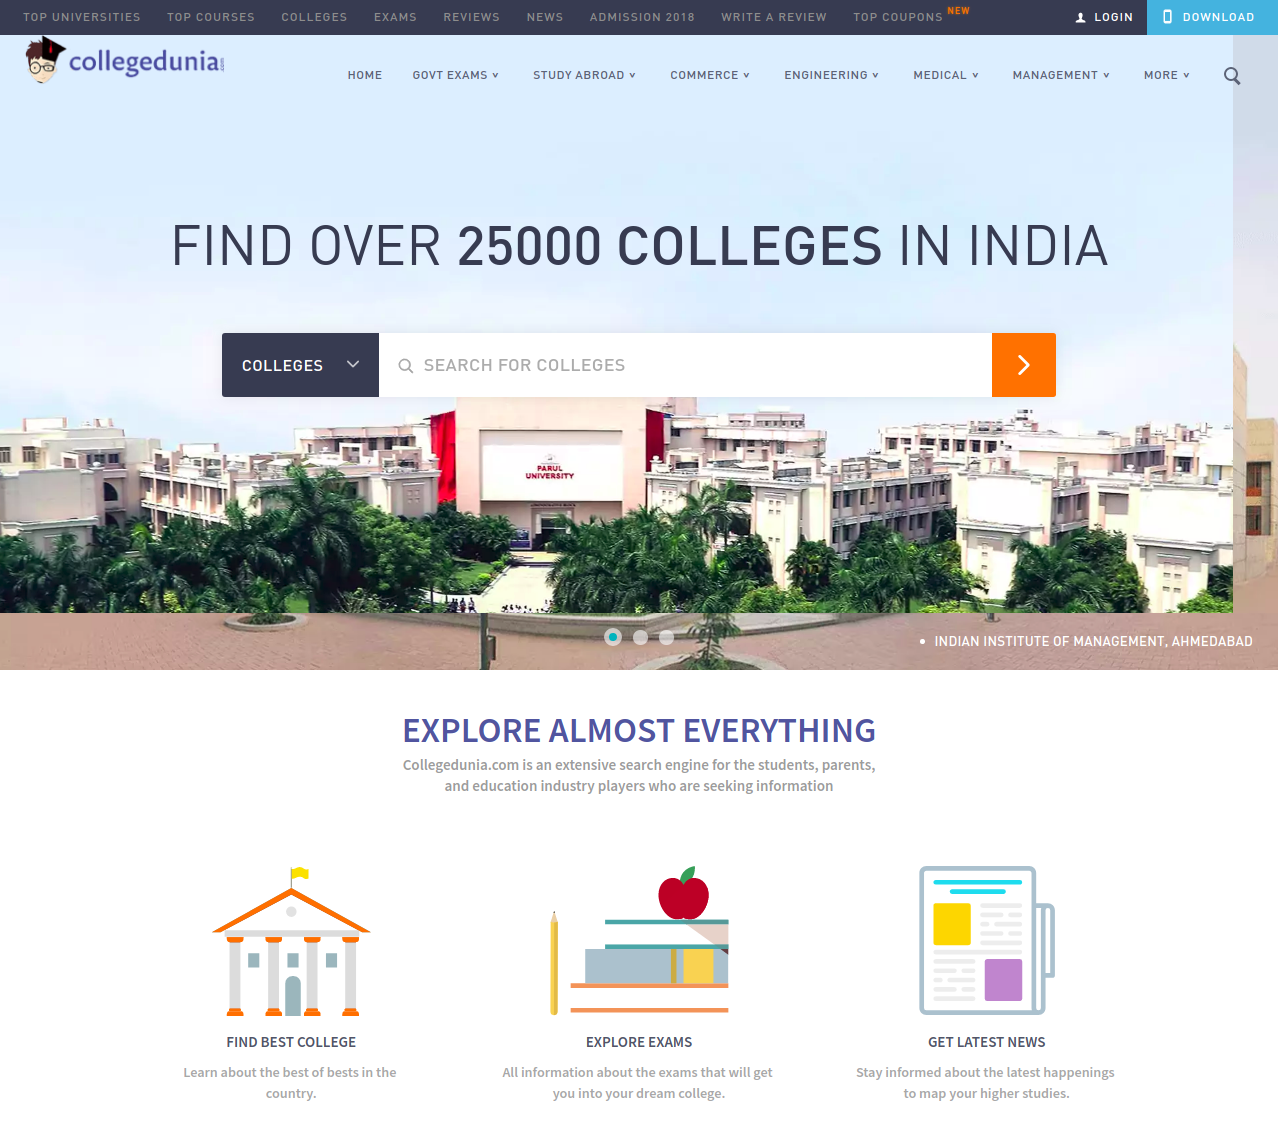 TOP UNIVERSITIES TOP COURSES COLLEGES EXAMS REVIEWS NEWS ADMISSION 2018 WRITE A REVIEW TOP COUPONS NEW LOGIN DOWNLOAD
collegedunia.com
HOME GOVT EXAMS STUDY ABROAD COMMERCE ENGINEERING MEDICAL MANAGEMENT MORE
FIND OVER 25000 COLLEGES IN INDIA
COLLEGES SEARCH FOR COLLEGES
PARUL
UNIVERSITY
INDIAN INSTITUTE OF MANAGEMENT, AHMEDABAD
EXPLORE ALMOST EVERYTHING
Collegedunia.com is an extensive search engine for the students, parents,
and education industry players who are seeking information
FIND BEST COLLEGE
Learn about the best of bests in the
country.
EXPLORE EXAMS
All information about the exams that will get
you into your dream college.
GET LATEST NEWS
Stay informed about the latest happenings
to map your higher studies.